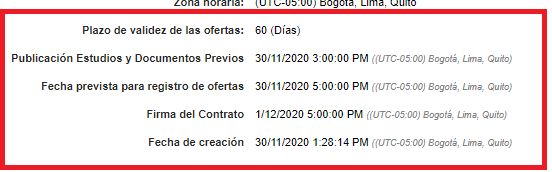 Zona horaria: (UTC-05:00) Bogotá, Lima, Quito
Plazo de validez de las ofertas: 60 (Días)
Publicación Estudios y Documentos Previos 30/11/2020 3:00:00 PM ((UTC-05:00) Bogotá, Lima, Quito)
Fecha prevista para registro de ofertas 30/11/2020 5:00:00 PM ((UTC-05:00) Bogotá, Lima, Quito)
Firma del Contrato 1/12/2020 5:00:00 PM ((UTC-05:00) Bogotá, Lima, Quito)
Fecha de creación 30/11/2020 1:28:14 PM ((UTC-05:00) Bogotá, Lima, Quito)